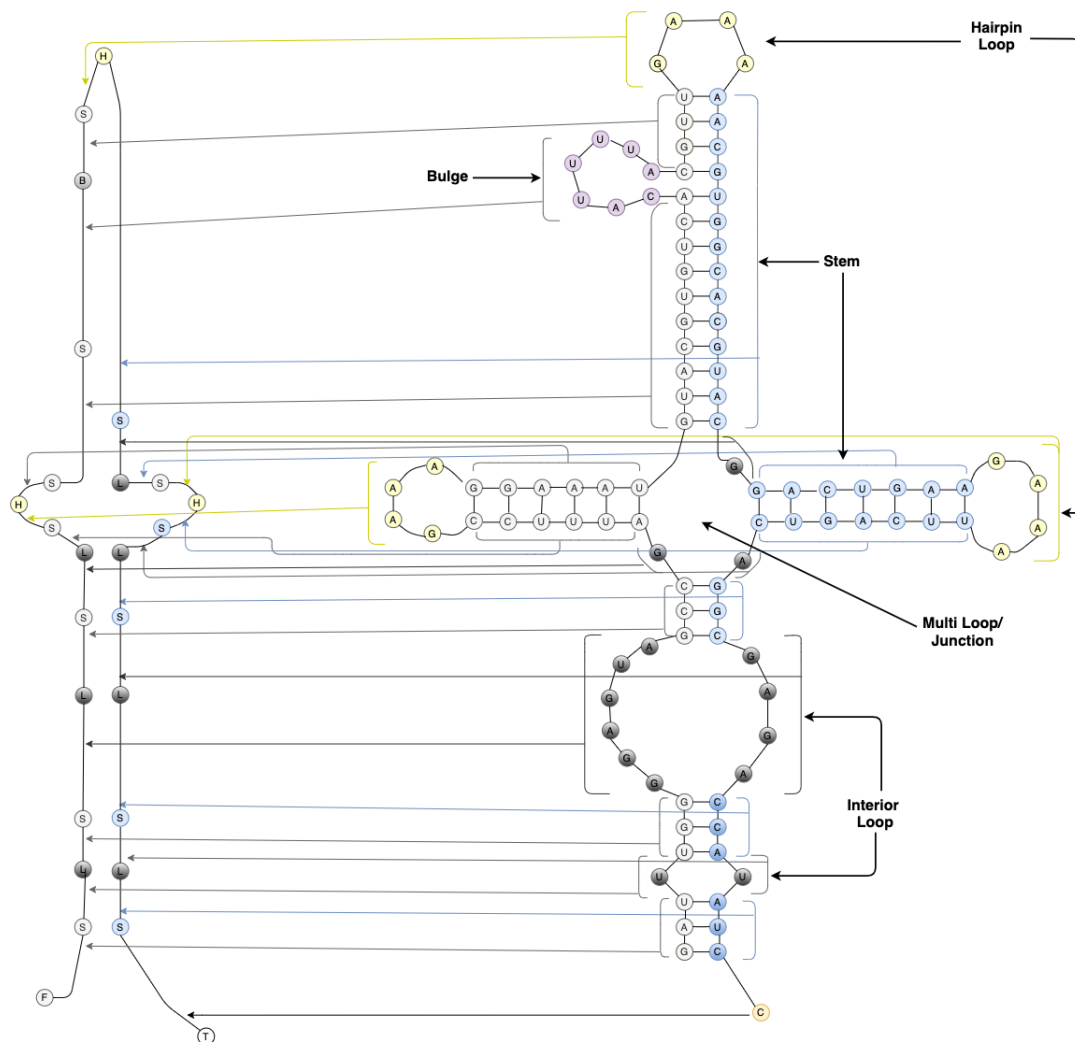 A A
Hairpin
Loop
H G A
U A
S
U A
U U G C
U A C G
Bulge
B
U A C A U
C G
U G
Stem
G C
U A
G C
S C G
A U
U A
S G C
A G G
S L S A G G A A A U G A C U G A A A
H H
S S A C C U U U A C U G A C U U A
G
L L G A A
C G
S S C G
Multi Loop/
Junction
G C
U A G
G A
L L
A G
G A
G
G C
Interior
Loop
S S G C
U A
L L U U
U A
S S A U
G C
F
C
T